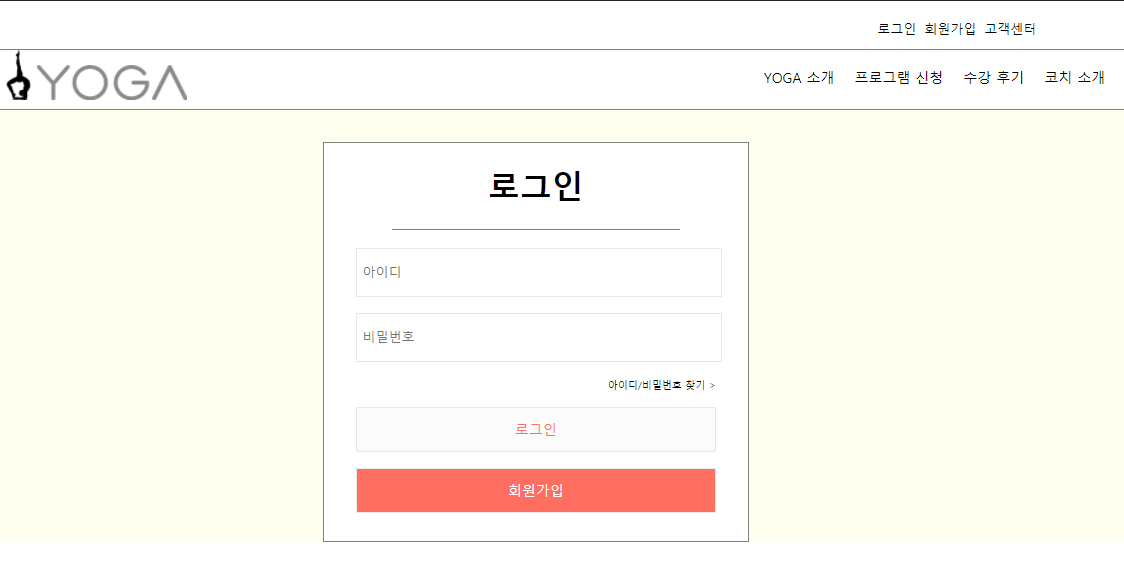 로그인 회원가입 고객센터
YOGA
YOGA 소개 프로그램 신청 수강 후기 코치 소개
로그인
아이디
비밀번호
아이디/비밀번호 찾기 >
로그인
회원가입